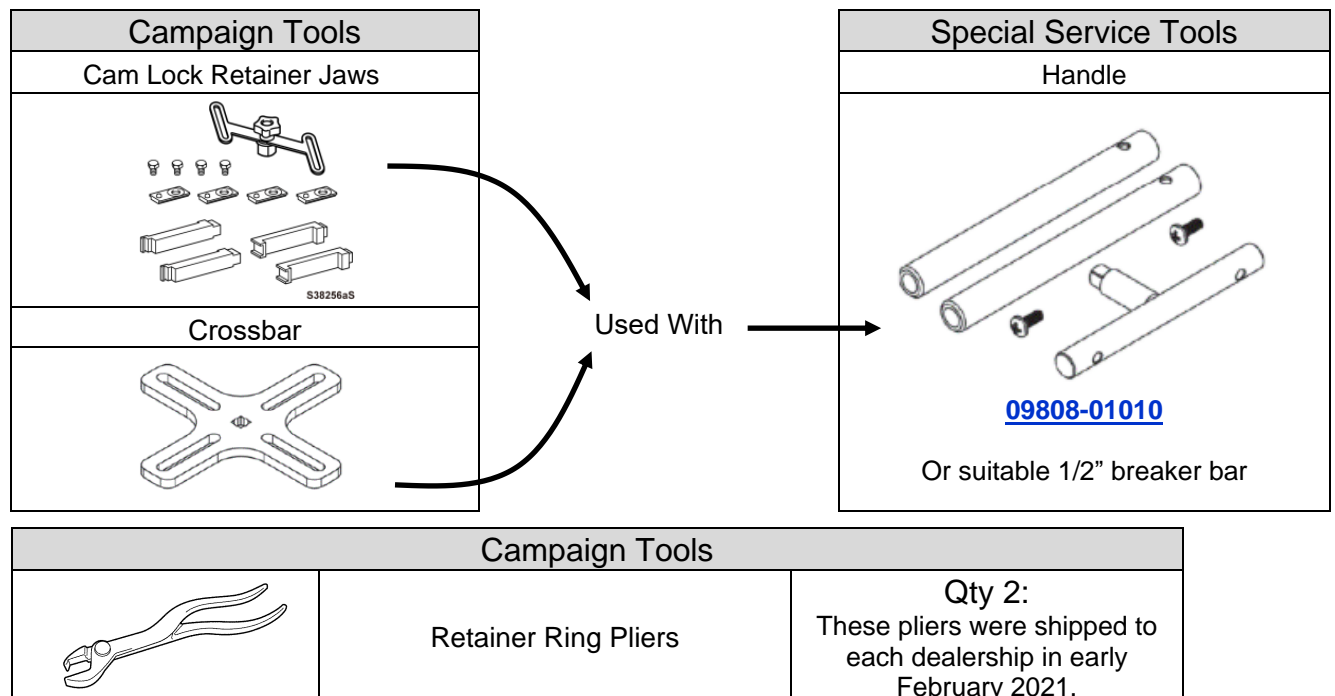 Campaign Tools
Cam Lock Retainer Jaws
S38256aS
Crossbar
Used With
Special Service Tools
Handle
09808-01010
Or suitable 1/2” breaker bar
Campaign Tools
Retainer Ring Pliers
Qty 2:
These pliers were shipped to
each dealership in early
February 2021.